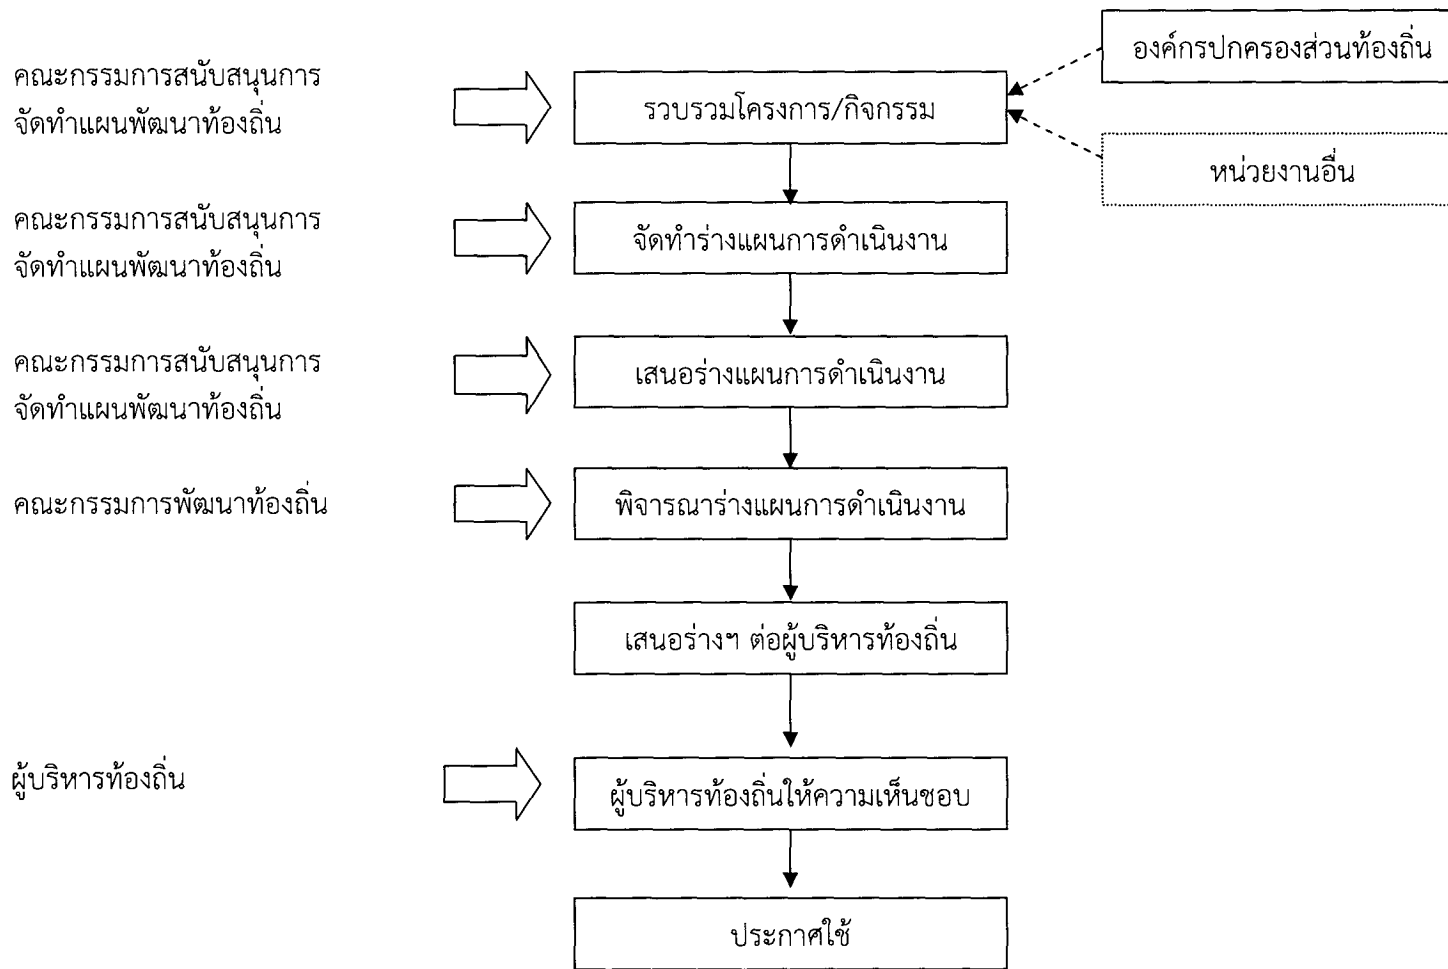 องค์กรปกครองส่วนท้องถิ่น
คณะกรรมการสนับสนุนการ
จัดทำแผนพัฒนาท้องถิ่น
รวบรวมโครงการ/กิจกรรม
หน่วยงานอื่น
คณะกรรมการสนับสนุนการ
จัดทำแผนพัฒนาท้องถิ่น
จัดทำร่างแผนการดำเนินงาน
คณะกรรมการสนับสนุนการ
จัดทำแผนพัฒนาท้องถิ่น
เสนอร่างแผนการดำเนินงาน
คณะกรรมการพัฒนาท้องถิ่น
พิจารณาร่างแผนการดำเนินงาน
เสนอร่างฯ ต่อผู้บริหารท้องถิ่น
ผู้บริหารท้องถิ่น
ผู้บริหารท้องถิ่นให้ความเห็นชอบ
ประกาศใช้